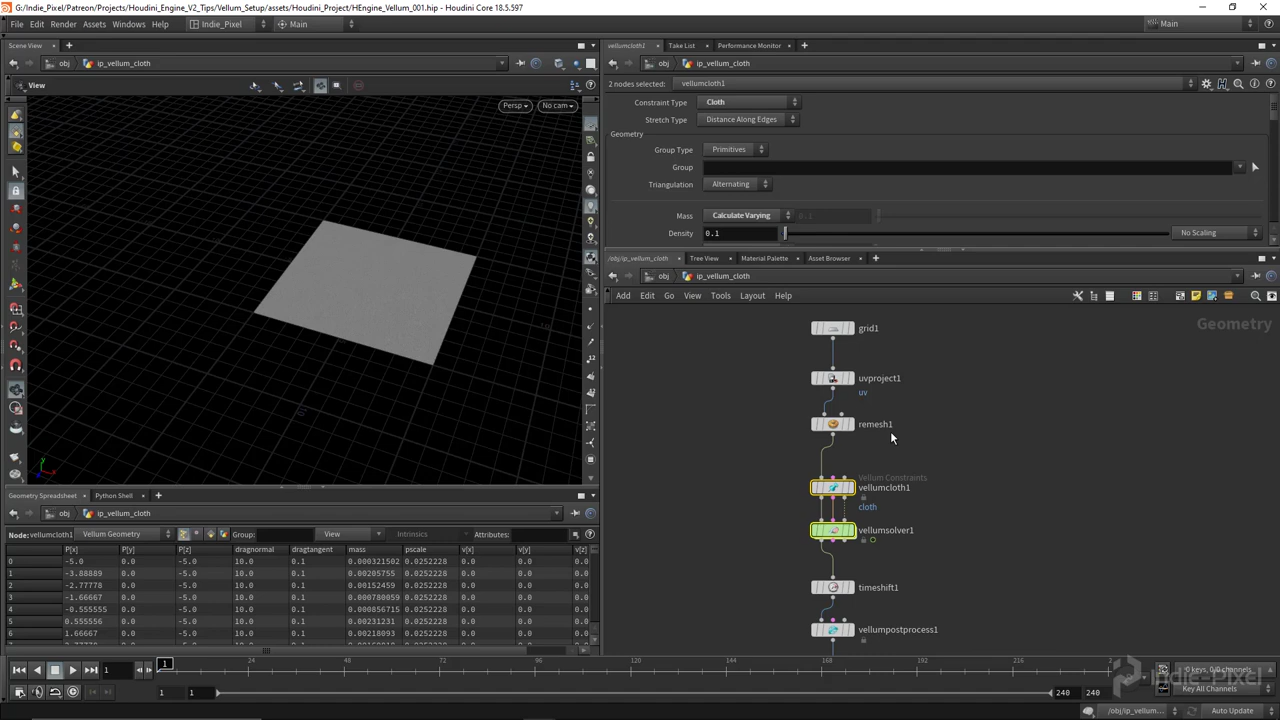 G:/Indie_Pixel/Patreon/Projects/Houdini_Engine_V2_Tips/Vellum_Setup/assets/Houdini_Project/HEngine_Vellum_001.hip - Houdini Core 18.5.597
File Edit Render Assets Windows Help Indie_Pixel Main Main
Scene View
obj ip_vellum_cloth
View
Persp No cam
vellumcloth1 Take List Performance Monitor
obj ip_vellum_cloth
2 nodes selected: vellumcloth1
Constraint Type Cloth
Stretch Type Distance Along Edges
Geometry
Group Type Primitives
Group
Triangulation Alternating
Mass Calculate Varying 0.1
Density 0.1 No Scaling
/obj/ip_vellum_cloth Tree View Material Palette Asset Browser
obj ip_vellum_cloth
Add Edit Go View Tools Layout Help
Geometry
grid1
uvproject1
uv
remesh1
Vellum Constraints
vellumcloth1
cloth
vellumsolver1
timeshift1
vellumpostprocess1
Geometry Spreadsheet Python Shell
obj ip_vellum_cloth
Node: vellumcloth1 Vellum Geometry Group: View Intrinsics Attributes:
P[x] P[y] P[z] dragnormal dragtangent mass pscale v[x] v[y] v[z]
0 -5.0 0.0 -5.0 10.0 0.1 0.000321502 0.0252228 0.0 0.0 0.0
1 -3.88889 0.0 -5.0 10.0 0.1 0.00205755 0.0252228 0.0 0.0 0.0
2 -2.77778 0.0 -5.0 10.0 0.1 0.00152459 0.0252228 0.0 0.0 0.0
3 -1.66667 0.0 -5.0 10.0 0.1 0.000780059 0.0252228 0.0 0.0 0.0
4 -0.555555 0.0 -5.0 10.0 0.1 0.000856715 0.0252228 0.0 0.0 0.0
5 0.555556 0.0 -5.0 10.0 0.1 0.00231231 0.0252228 0.0 0.0 0.0
6 1.66667 0.0 -5.0 10.0 0.1 0.00218093 0.0252228 0.0 0.0 0.0
1 1 24 48 72 96 120 144 168 192 216
0 keys, 0/0 channels
1 1 240 240 Key All Channels
Indie-Pixel
/obj/ip_vellum... Auto Update